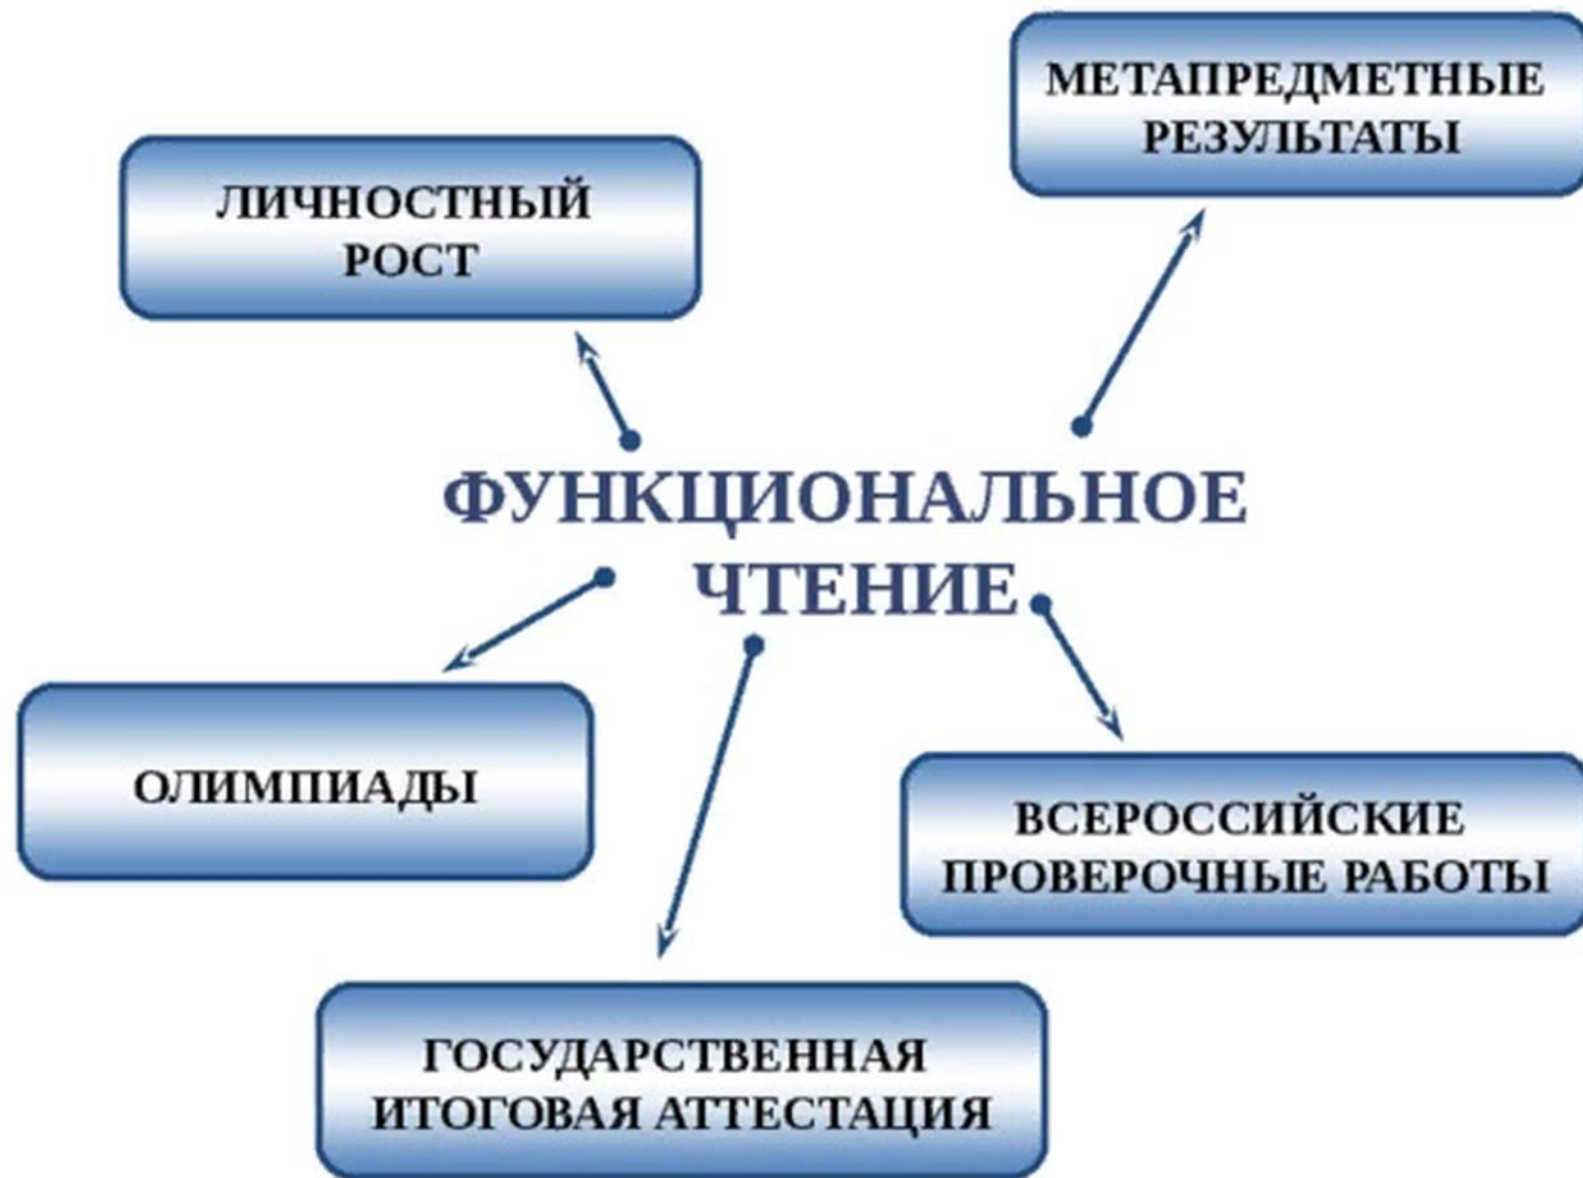 МЕТАПРЕДМЕТНЫЕ
РЕЗУЛЬТАТЫ
ЛИЧНОСТНЫЙ
РОСТ
ФУНКЦИОНАЛЬНОЕ
ЧТЕНИЕ
ОЛИМПИАДЫ
ВСЕРОССИЙСКИЕ
ПРОВЕРОЧНЫЕ РАБОТЫ
ГОСУДАРСТВЕННАЯ
ИТОГОВАЯ АТТЕСТАЦИЯ